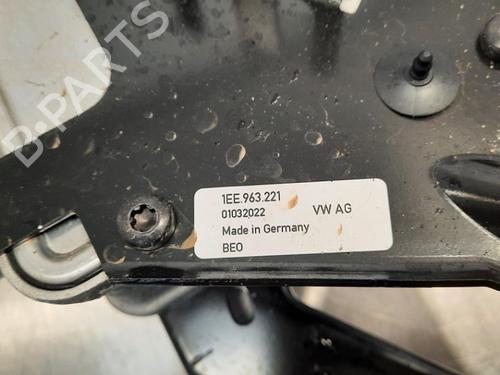 B-PARTS
1EE.963.221
01032022 VW AG
Made in Germany
BEO